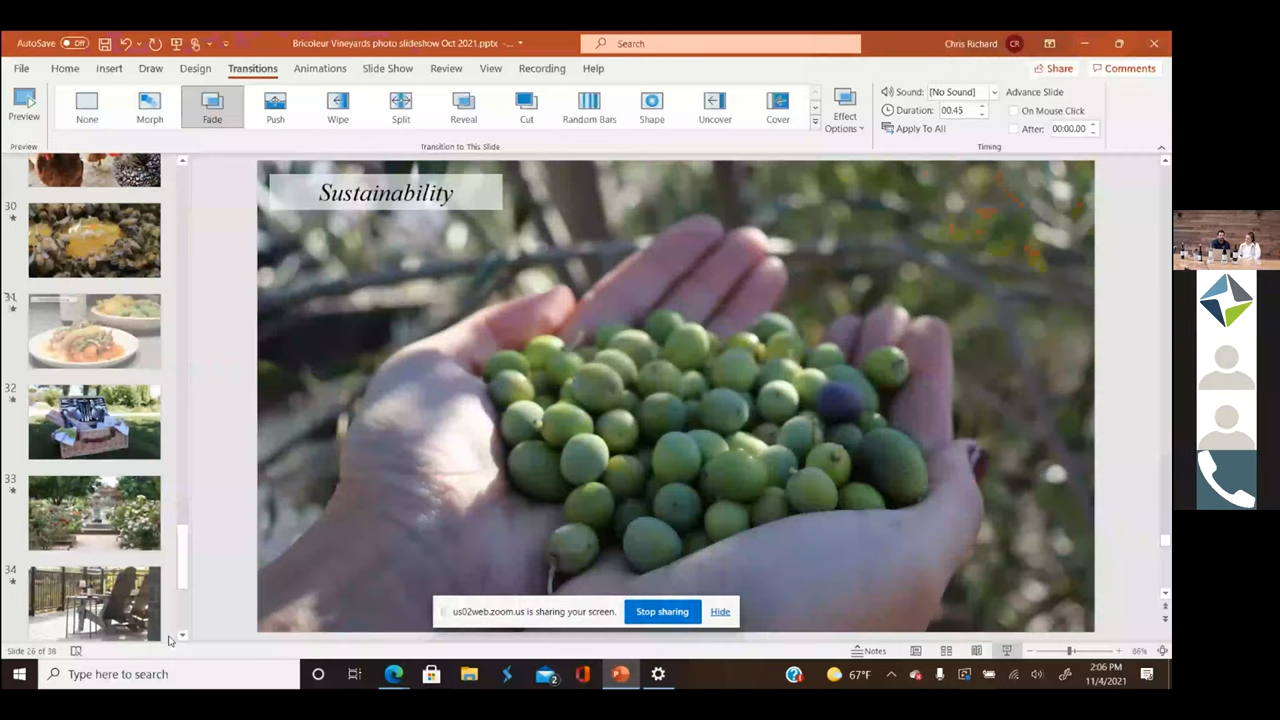 AutoSave Off Bricoleur Vineyards photo slideshow Oct 2021.pptx -... Search Chris Richard CR
File Home Insert Draw Design Transitions Animations Slide Show Review View Recording Help Share Comments
Preview None Morph Fade Push Wipe Split Reveal Cut Random Bars Shape Uncover Cover Effect Options
Sound: [No Sound] Advance Slide
Duration: 00.45 On Mouse Click
Apply To All After: 00:00.00
Preview Transition to This Slide Timing
Sustainability
30
31
32
33
34
us02web.zoom.us is sharing your screen. Stop sharing Hide
Slide 26 of 38 Notes 86%
Type here to search 2 67°F 2:06 PM
11/4/2021